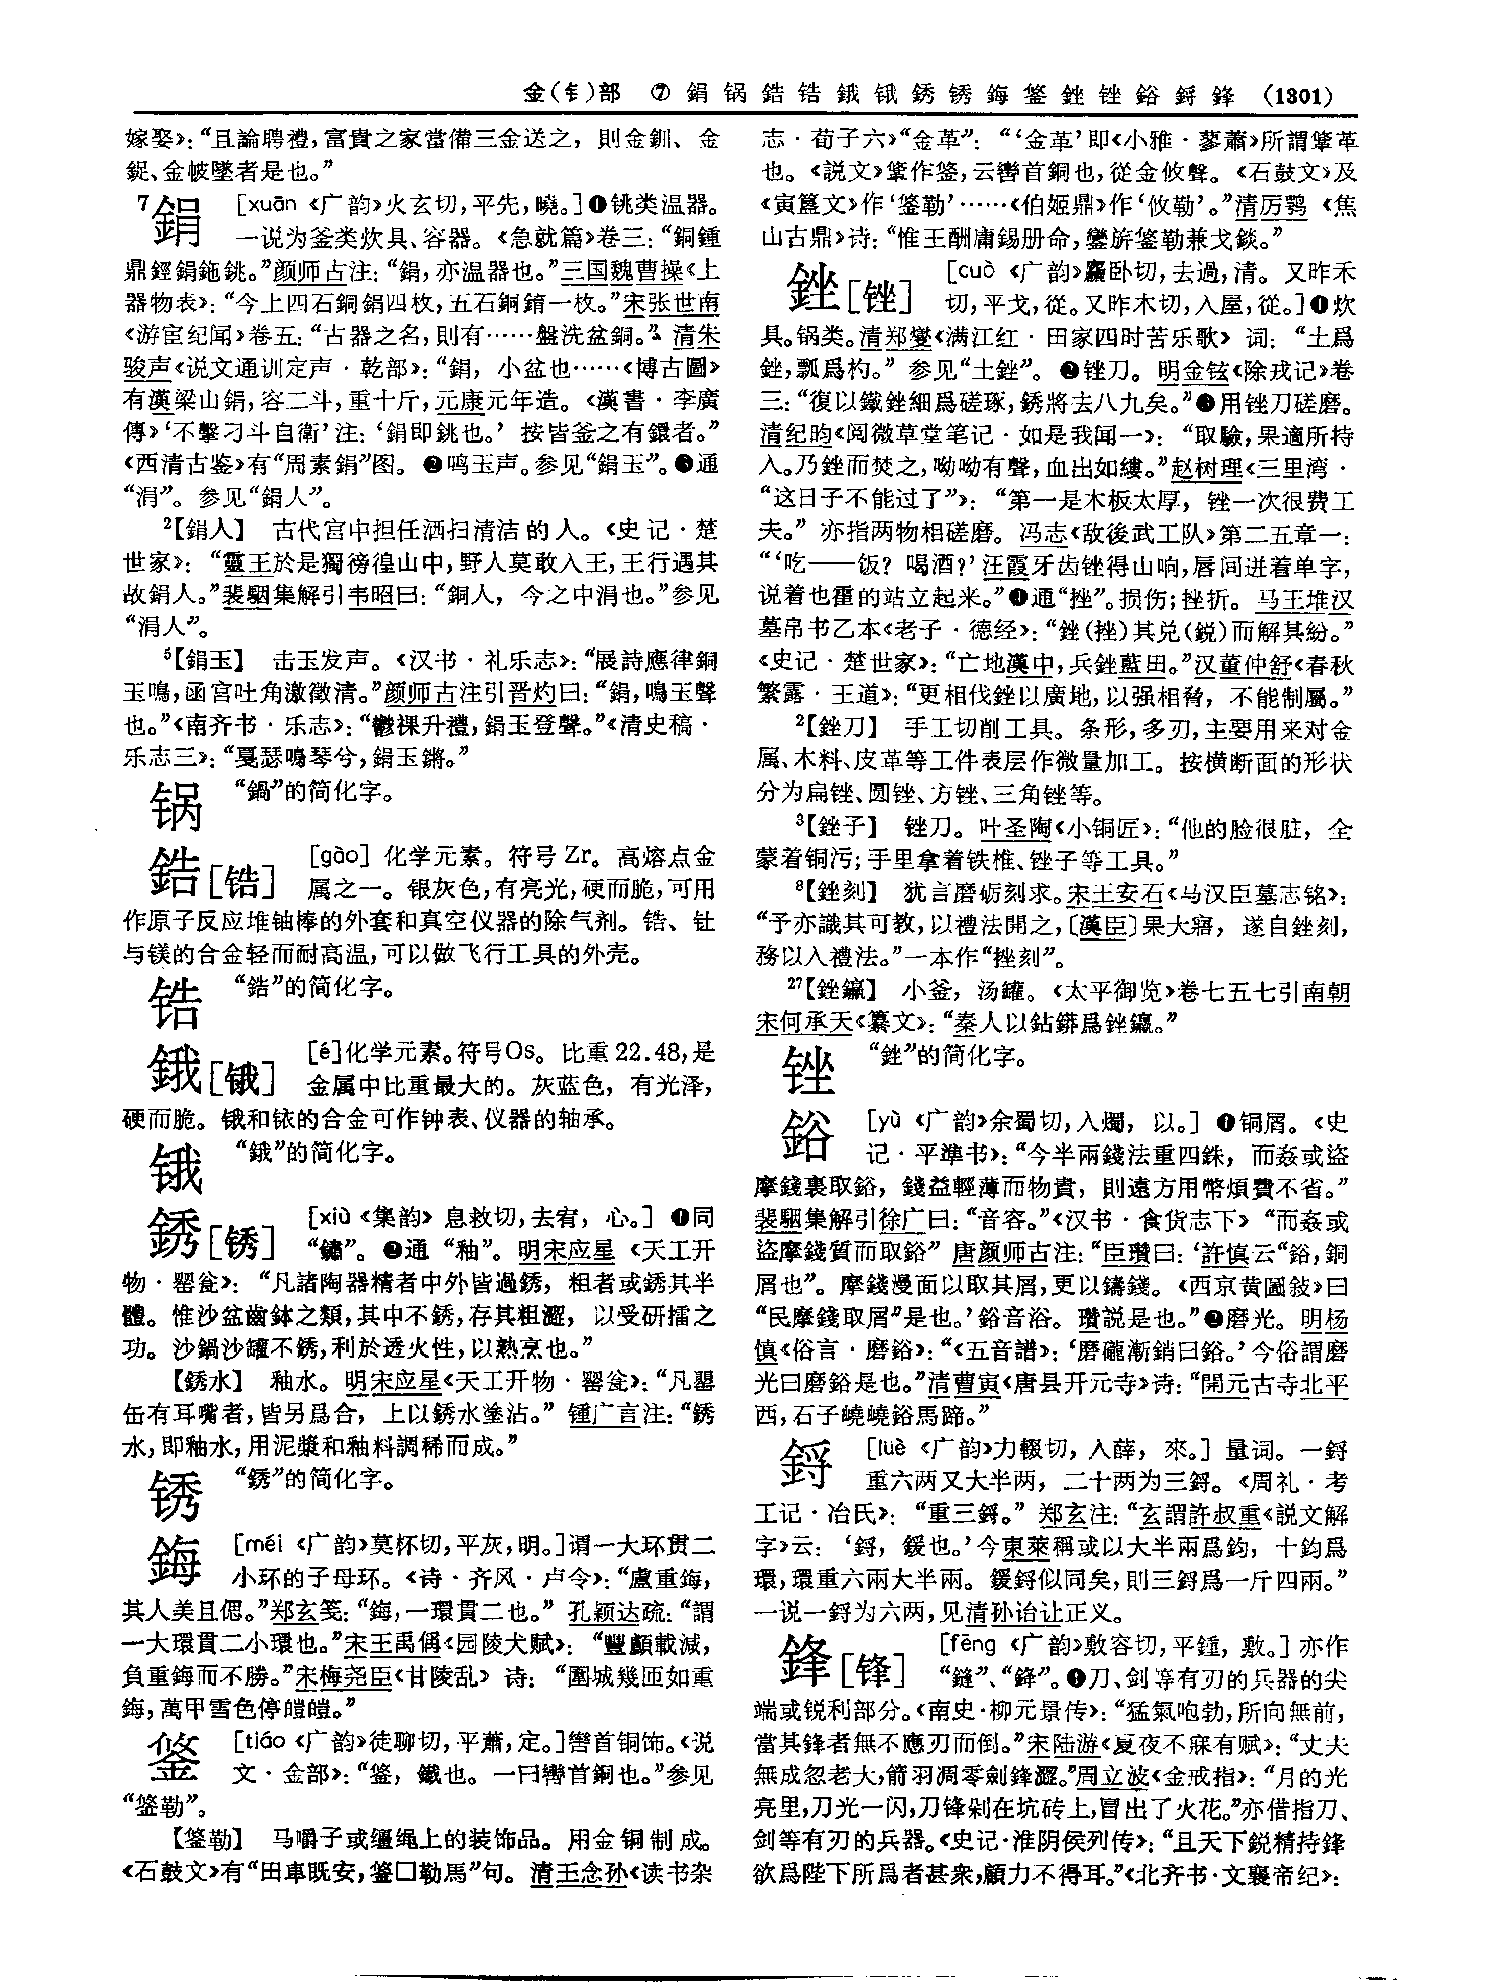 金(钅)部 ⑦ 鋗 锅 鋯 锆 鋨 锇 銹 锈 鋂 鋚 銼 锉 鋊 鋝 鋒 (1301)
嫁娶》：“且論聘禮，富貴之家當備三金送之，則金釧、金
鋜、金帔墜者是也。”
7鋗 [xuān《广韵》火玄切，平先，曉。]❶铫类温器。
一说为釜类炊具、容器。《急就篇》卷三：“銅鍾
鼎鋞鋗鉇銚。”颜师古注：“鋗，亦温器也。”三国魏曹操《上
器物表》：“今上四石銅鋗四枚，五石銅鋗一枚。”宋张世南
《游宦纪闻》卷五：“古器之名，則有……盤洗盆鋗。”清朱
骏声《说文通训定声·乾部》：“鋗，小盆也……《博古圖》
有漢梁山鋗，容二斗，重十斤，元康元年造。《漢書·李廣
傳》‘不擊刁斗自衛’注：‘鋗即銚也。’按皆釜之有鐶者。”
《西清古鉴》有“周素鋗”图。❷鸣玉声。参见“鋗玉”。❸通
“涓”。参见“鋗人”。
2【鋗人】 古代宫中担任洒扫清洁的人。《史记·楚
世家》：“靈王於是獨徬徨山中，野人莫敢入王，王行遇其
故鋗人。”裴駰集解引韦昭曰：“鋗人，今之中涓也。”参见
“涓人”。
5【鋗玉】 击玉发声。《汉书·礼乐志》：“展詩應律鋗
玉鳴，函宫吐角激徵清。”颜师古注引晋灼曰：“鋗，鳴玉聲
也。”《南齐书·乐志》：“鬱祼升禮，鋗玉登聲。”《清史稿·
乐志三》：“戛瑟鳴琴兮，鋗玉鏘。”
锅 “鍋”的简化字。
鋯[锆] [gào] 化学元素。符号Zr。高熔点金
属之一。银灰色，有亮光，硬而脆，可用
作原子反应堆铀棒的外套和真空仪器的除气剂。锆、钍
与镁的合金轻而耐高温，可以做飞行工具的外壳。
锆 “鋯”的简化字。
鋨[锇] [é]化学元素。符号Os。比重22.48，是
金属中比重最大的。灰蓝色，有光泽，
硬而脆。锇和铱的合金可作钟表、仪器的轴承。
锇 “鋨”的简化字。
銹[锈] [xiù《集韵》息救切，去宥，心。] ❶同
“鏽”。❷通“釉”。明宋应星《天工开
物·罂瓮》：“凡諸陶器精者中外皆過銹，粗者或銹其半
體。惟沙盆齒鉢之類，其中不銹，存其粗澀，以受研擂之
功。沙鍋沙罐不銹，利於透火性，以熟烹也。”
【銹水】 釉水。明宋应星《天工开物·罂瓮》：“凡罌
缶有耳嘴者，皆另爲合，上以銹水塗沾。”锺广言注：“銹
水，即釉水，用泥漿和釉料調稀而成。”
锈 “銹”的简化字。
鋂 [méi《广韵》莫杯切，平灰，明。]谓一大环贯二
小环的子母环。《诗·齐风·卢令》：“盧重鋂，
其人美且偲。”郑玄笺：“鋂，一環貫二也。”孔颖达疏：“謂
一大環貫二小環也。”宋王禹偁《园陵犬赋》：“豐顱載減，
負重鋂而不勝。”宋梅尧臣《甘陵乱》诗：“圍城幾匝如重
鋂，萬甲雪色停皚皚。”
鋚 [tiáo《广韵》徒聊切，平蕭，定。]辔首铜饰。《说
文·金部》：“鋚，鐵也。一曰轡首銅也。”参见
“鋚勒”。
【鋚勒】 马嚼子或缰绳上的装饰品。用金铜制成。
《石鼓文》有“田車既安，鋚囗勒馬”句。清王念孙《读书杂
志·荀子六》“金革”：“‘金革’即《小雅·蓼蕭》所謂鞗革
也。《說文》鞗作鋚，云轡首銅也，從金攸聲。《石鼓文》及
《寅簋文》作‘鋚勒’……《伯姬鼎》作‘攸勒’。”清厉鹗《焦
山古鼎》诗：“惟王酬庸錫册命，鑾旂鋚勒兼戈錟。”
銼[锉] [cuò《广韵》麤卧切，去過，清。又昨禾
切，平戈，從。又昨木切，入屋，從。]❶炊
具。锅类。清郑燮《满江红·田家四时苦乐歌》词：“土爲
銼，瓢爲杓。”参见“土銼”。❷锉刀。明金铉《除戎记》卷
三：“復以鐵銼細爲磋琢，銹將去八九矣。”❸用锉刀磋磨。
清纪昀《阅微草堂笔记·如是我闻一》：“取驗，果適所持
入。乃銼而焚之，呦呦有聲，血出如縷。”赵树理《三里湾·
“这日子不能过了”》：“第一是木板太厚，锉一次很费工
夫。”亦指两物相磋磨。冯志《敌後武工队》第二五章一：
“‘吃——饭？喝酒？’汪霞牙齿锉得山响，唇间迸着单字，
说着也霍的站立起来。”❹通“挫”。损伤；挫折。马王堆汉
墓帛书乙本《老子·德经》：“銼(挫)其兑(銳)而解其紛。”
《史记·楚世家》：“亡地漢中，兵銼藍田。”汉董仲舒《春秋
繁露·王道》：“更相伐銼以廣地，以强相脅，不能制屬。”
2【銼刀】 手工切削工具。条形，多刃，主要用来对金
属、木料、皮革等工件表层作微量加工。按横断面的形状
分为扁锉、圆锉、方锉、三角锉等。
3【銼子】 锉刀。叶圣陶《小铜匠》：“他的脸很脏，全
蒙着铜污；手里拿着铁椎、锉子等工具。”
8【銼刻】 犹言磨砺刻求。宋王安石《马汉臣墓志铭》：
“予亦識其可教，以禮法開之，〔漢臣〕果大寤，遂自銼刻，
務以入禮法。”一本作“挫刻”。
27【銼鑹】 小釜，汤罐。《太平御览》卷七五七引南朝
宋何承天《纂文》：“秦人以鈷鉧爲銼鑹。”
锉 “銼”的简化字。
鋊 [yù《广韵》余蜀切，入燭，以。] ❶铜屑。《史
记·平準书》：“今半兩錢法重四銖，而姦或盜
摩錢裏取鋊，錢益輕薄而物貴，則遠方用幣煩費不省。”
裴駰集解引徐广曰：“音容。”《汉书·食货志下》“而姦或
盜摩錢質而取鋊”唐颜师古注：“臣瓚曰：‘許慎云“鋊，銅
屑也”。摩錢漫面以取其屑，更以鑄錢。《西京黄圖敍》曰
“民摩錢取屑”是也。’鋊音浴。瓚説是也。”❷磨光。明杨
慎《俗言·磨鋊》：“《五音譜》：‘磨礲漸銷曰鋊。’今俗謂磨
光曰磨鋊是也。”清曹寅《唐县开元寺》诗：“開元古寺北平
西，石子嶢嶢鋊馬蹄。”
鋝 [lüè《广韵》力輟切，入薛，來。] 量词。一鋝
重六两又大半两，二十两为三鋝。《周礼·考
工记·冶氏》：“重三鋝。”郑玄注：“玄謂許叔重《說文解
字》云：‘鋝，鍰也。’今東萊稱或以大半兩爲鈞，十鈞爲
環，環重六兩大半兩。鍰鋝似同矣，則三鋝爲一斤四兩。”
一说一鋝为六两，见清孙诒让正义。
鋒[锋] [fēng《广韵》敷容切，平鍾，敷。]亦作
“鏠”、“鋒”。❶刀、剑等有刃的兵器的尖
端或锐利部分。《南史·柳元景传》：“猛氣咆勃，所向無前，
當其鋒者無不應刃而倒。”宋陆游《夏夜不寐有赋》：“丈夫
無成忽老大，箭羽凋零劍鋒澀。”周立波《金戒指》：“月的光
亮里，刀光一闪，刀锋剁在坑砖上，冒出了火花。”亦借指刀、
剑等有刃的兵器。《史记·淮阴侯列传》：“且天下銳精持鋒
欲爲陛下所爲者甚衆，顧力不得耳。”《北齐书·文襄帝纪》：